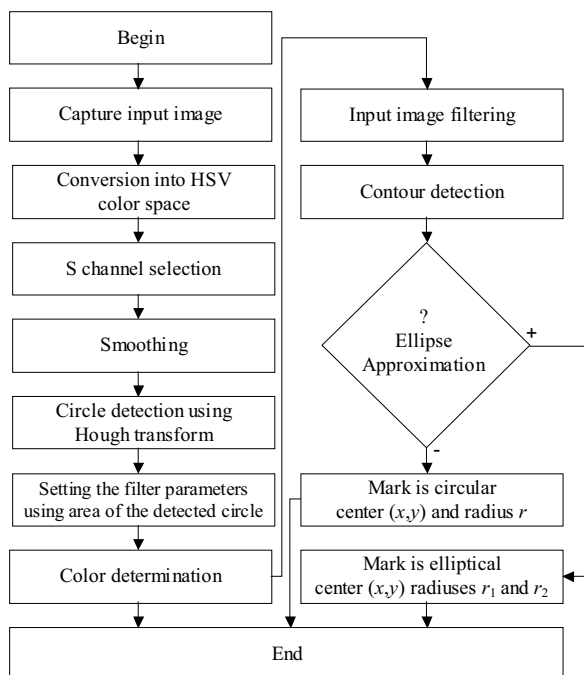 Begin
Capture input image
Conversion into HSV
color space
S channel selection
Smoothing
Circle detection using
Hough transform
Setting the filter parameters
using area of the detected circle
Color determination
Input image filtering
Contour detection
?
Ellipse
Approximation
+
-
Mark is circular
center (x,y) and radius r
Mark is elliptical
center (x,y) radiuses r₁ and r₂
End